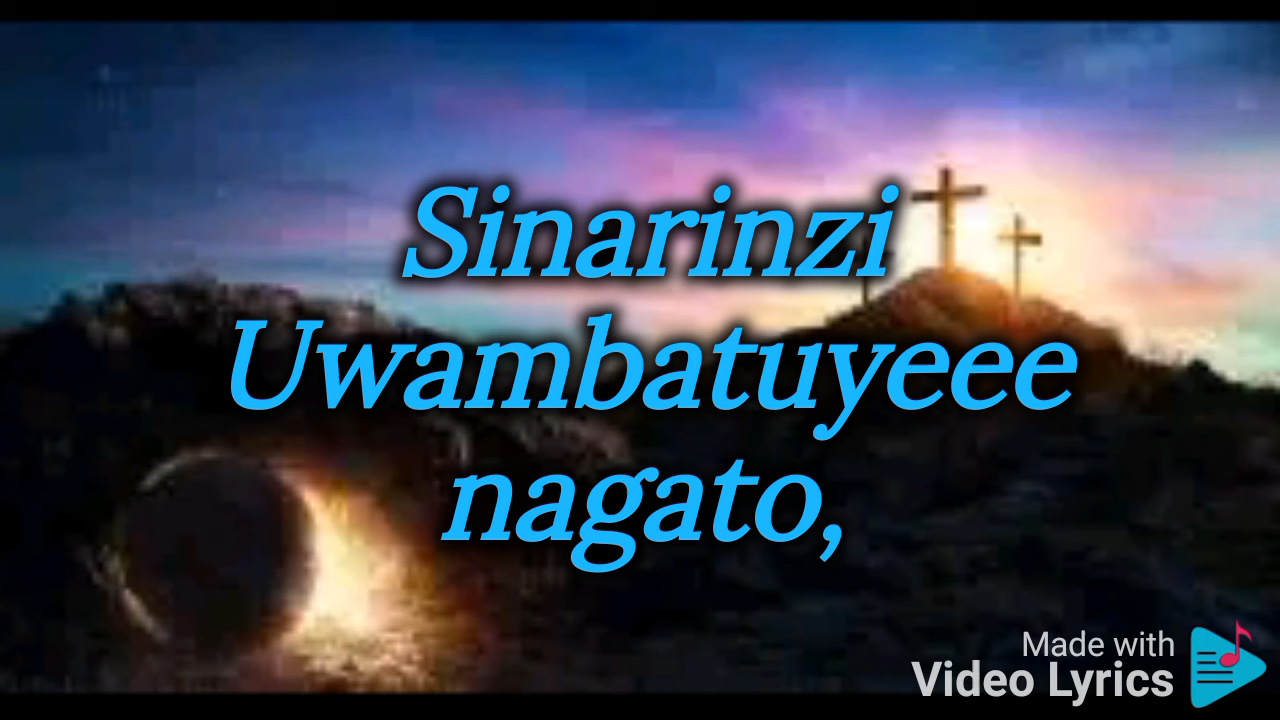 Sinarinzi
Uwambatuyeee
nagato,
Made with
Video Lyrics